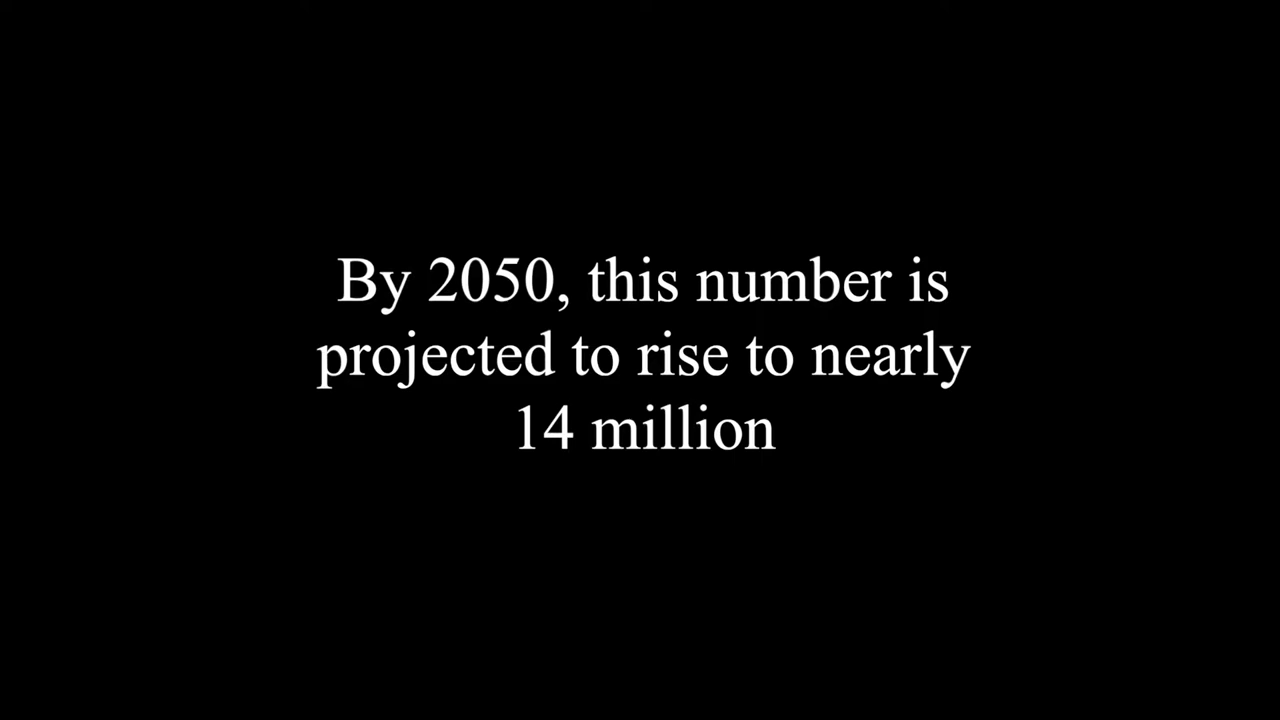 By 2050, this number is
projected to rise to nearly
14 million